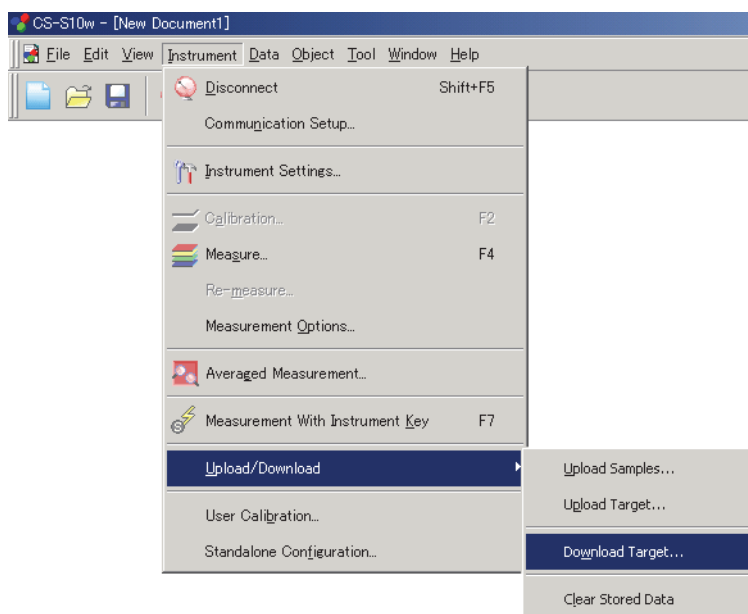 CS-S10w - [New Document1]
File Edit View Instrument Data Object Tool Window Help
Disconnect Shift+F5
Communication Setup...
Instrument Settings...
Calibration... F2
Measure... F4
Re-measure...
Measurement Options...
Averaged Measurement...
Measurement With Instrument Key F7
Upload/Download
Upload Samples...
Upload Target...
User Calibration...
Standalone Configuration...
Download Target...
Clear Stored Data